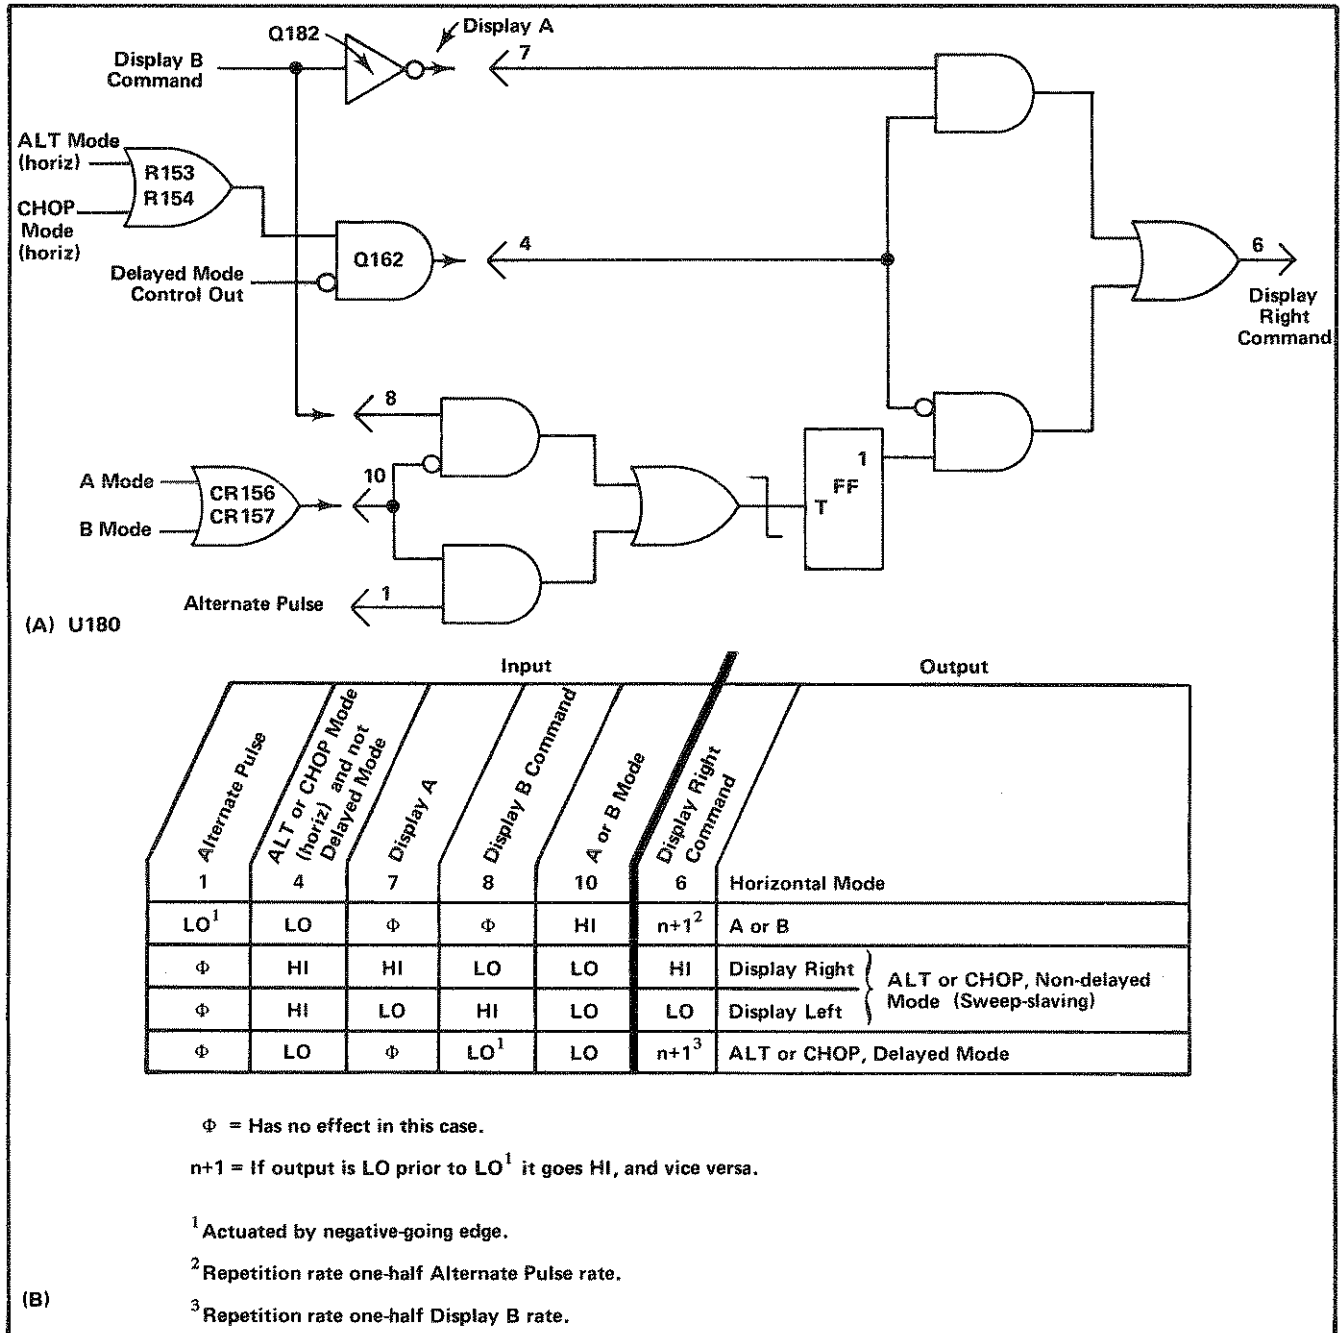 Q182
Display A
Display B
Command
7
ALT Mode
(horiz)
R153
R154
CHOP
Mode
(horiz)
4
6
Q162
Delayed Mode
Control Out
Display
Right
Command
8
10
A Mode
CR156
CR157
B Mode
1
FF
T
Alternate Pulse
1
(A) U180
Input
Output
Alternate Pulse
ALT or CHOP Mode
(horiz) and not
Delayed Mode
Display A
Display B Command
A or B Mode
Display Right
Command
1 4 7 8 10 6 Horizontal Mode
LO¹ LO Φ Φ HI n+1² A or B
Φ HI HI LO LO HI Display Right
Φ HI LO HI LO LO Display Left
ALT or CHOP, Non-delayed
Mode (Sweep-slaving)
Φ LO Φ LO¹ LO n+1³ ALT or CHOP, Delayed Mode
Φ = Has no effect in this case.
n+1 = If output is LO prior to LO¹ it goes HI, and vice versa.
¹Actuated by negative-going edge.
²Repetition rate one-half Alternate Pulse rate.
(B)
³Repetition rate one-half Display B rate.